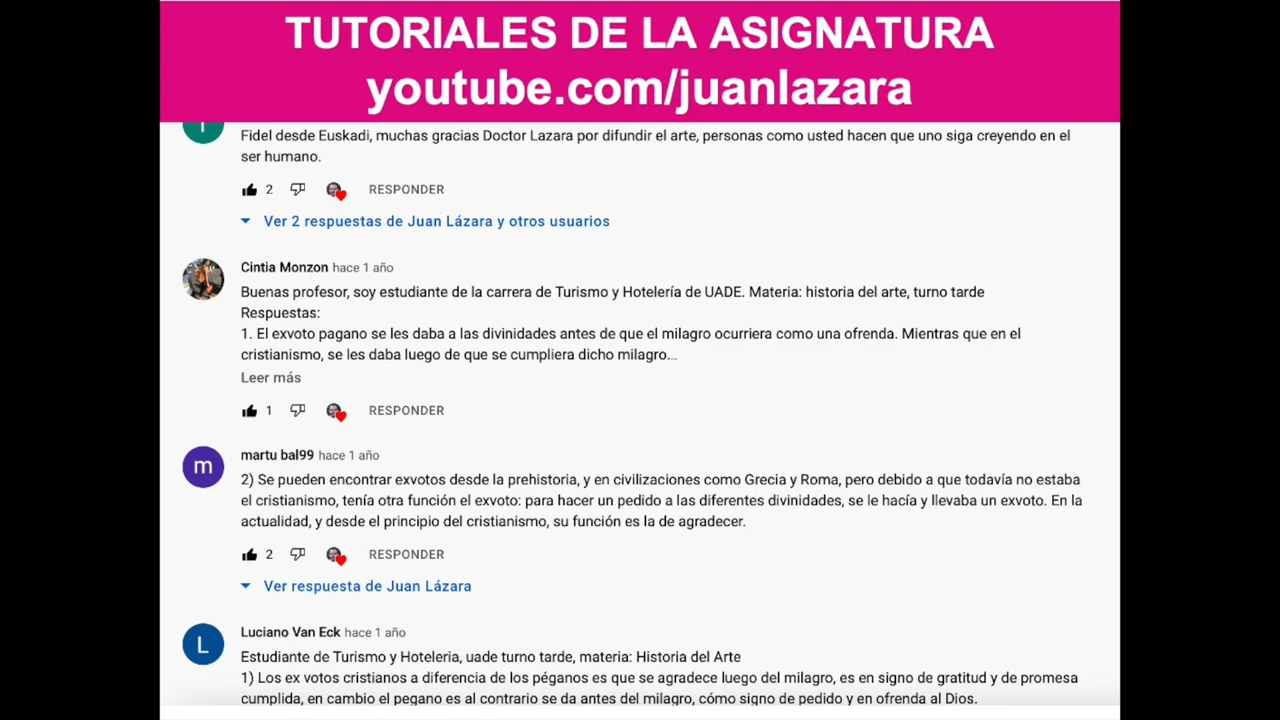 TUTORIALES DE LA ASIGNATURA
youtube.com/juanlazara
Fidel desde Euskadi, muchas gracias Doctor Lazara por difundir el arte, personas como usted hacen que uno siga creyendo en el
ser humano.
2 RESPONDER
Ver 2 respuestas de Juan Lázara y otros usuarios
Cintia Monzon hace 1 año
Buenas profesor, soy estudiante de la carrera de Turismo y Hotelería de UADE. Materia: historia del arte, turno tarde
Respuestas:
1. El exvoto pagano se les daba a las divinidades antes de que el milagro ocurriera como una ofrenda. Mientras que en el
cristianismo, se les daba luego de que se cumpliera dicho milagro...
Leer más
1 RESPONDER
m
martu bal99 hace 1 año
2) Se pueden encontrar exvotos desde la prehistoria, y en civilizaciones como Grecia y Roma, pero debido a que todavía no estaba
el cristianismo, tenía otra función el exvoto: para hacer un pedido a las diferentes divinidades, se le hacía y llevaba un exvoto. En la
actualidad, y desde el principio del cristianismo, su función es la de agradecer.
2 RESPONDER
Ver respuesta de Juan Lázara
L
Luciano Van Eck hace 1 año
Estudiante de Turismo y Hoteleria, uade turno tarde, materia: Historia del Arte
1) Los ex votos cristianos a diferencia de los péganos es que se agradece luego del milagro, es en signo de gratitud y de promesa
cumplida, en cambio el pegano es al contrario se da antes del milagro, cómo signo de pedido y en ofrenda al Dios.